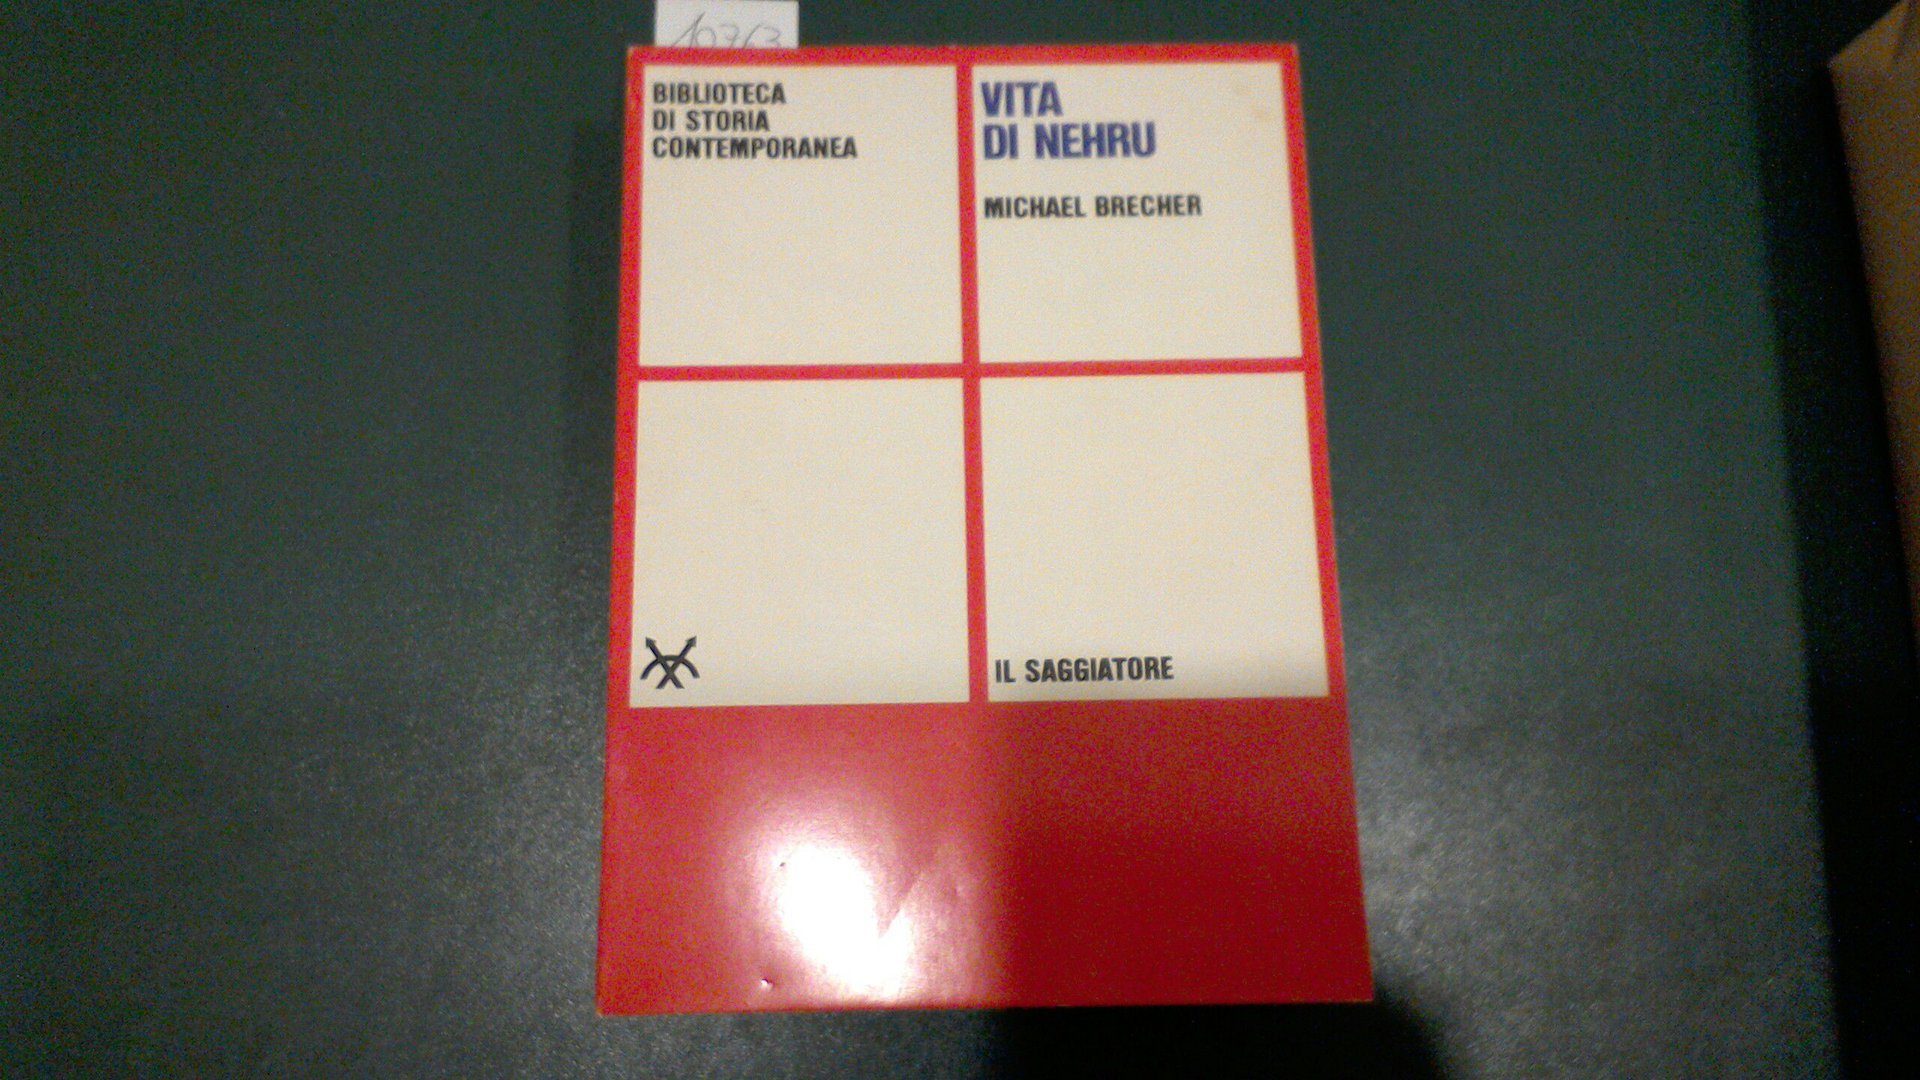 BIBLIOTECA
DI STORIA
CONTEMPORANEA
VITA
DI NEHRU
MICHAEL BRECHER
IL SAGGIATORE